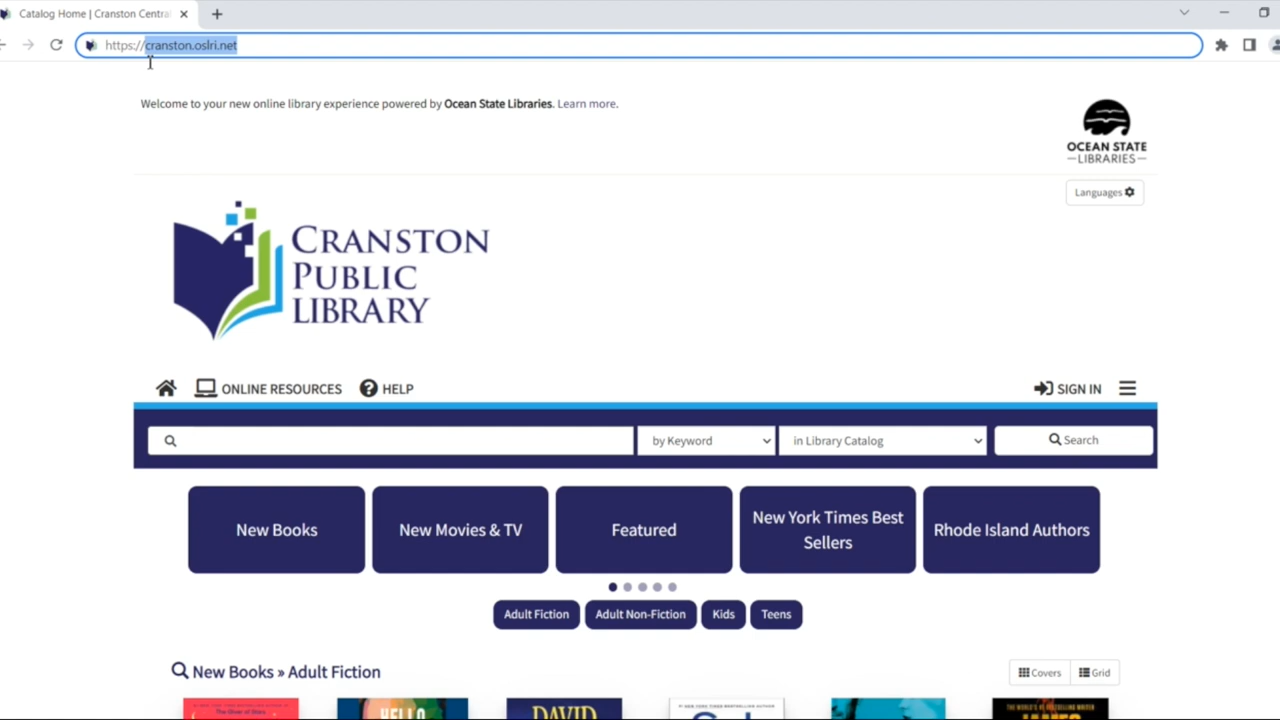 Catalog Home | Cranston Central
https://cranston.oslri.net
Welcome to your new online library experience powered by Ocean State Libraries. Learn more.
OCEAN STATE
LIBRARIES
Languages
CRANSTON
PUBLIC
LIBRARY
ONLINE RESOURCES
HELP
SIGN IN
by Keyword
in Library Catalog
Search
New Books
New Movies & TV
Featured
New York Times Best
Sellers
Rhode Island Authors
Adult Fiction
Adult Non-Fiction
Kids
Teens
New Books » Adult Fiction
Covers
Grid
HELLO
DAVID